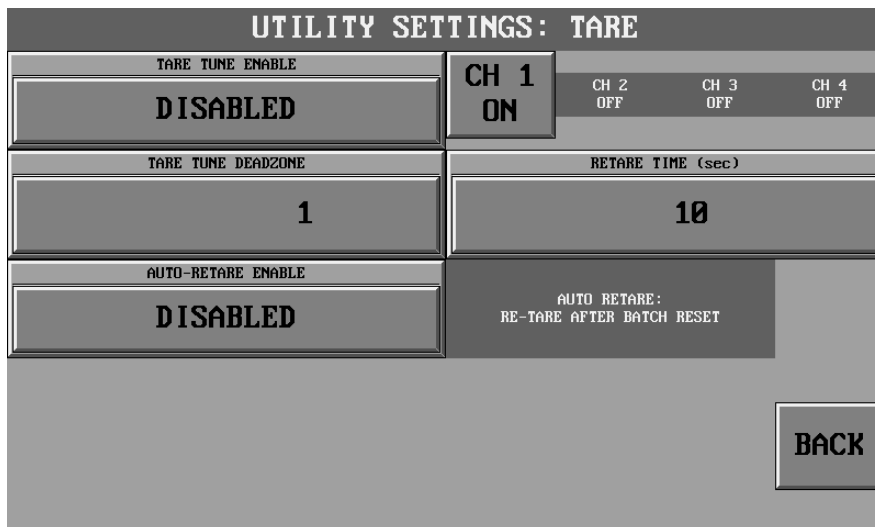 UTILITY SETTINGS: TARE
TARE TUNE ENABLE
DISABLED
CH 1
ON
CH 2
OFF
CH 3
OFF
CH 4
OFF
TARE TUNE DEADZONE
1
RETARE TIME (sec)
10
AUTO-RETARE ENABLE
DISABLED
AUTO RETARE:
RE-TARE AFTER BATCH RESET
BACK